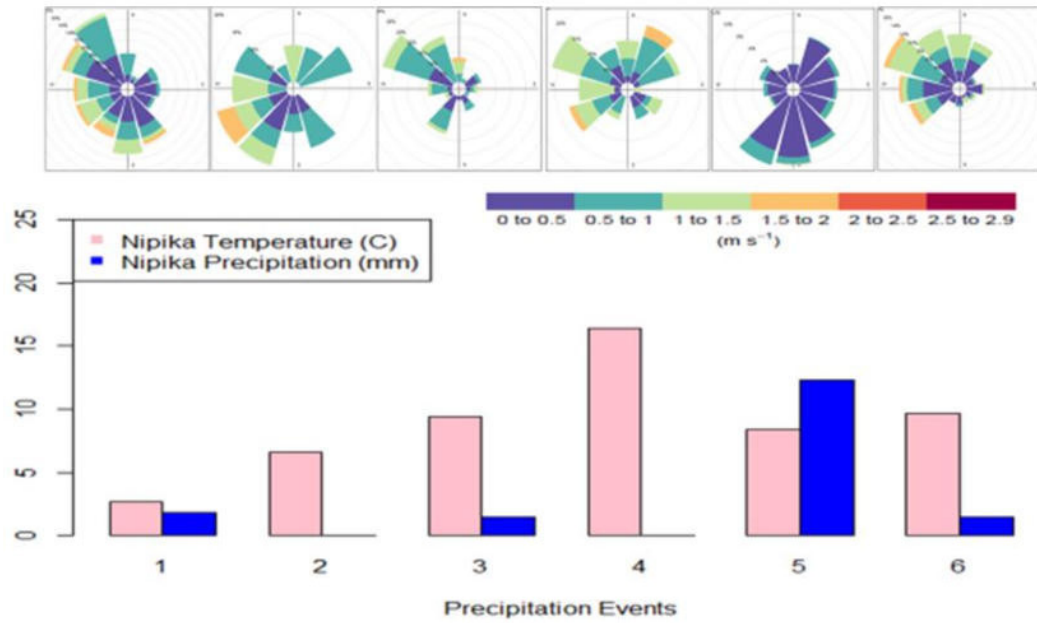 0 to 0.5 0.5 to 1 1 to 1.5 1.5 to 2 2 to 2.5 2.5 to 2.9
(m s⁻¹)
Nipika Temperature (C)
Nipika Precipitation (mm)
25
20
15
10
5
0
1 2 3 4 5 6
Precipitation Events